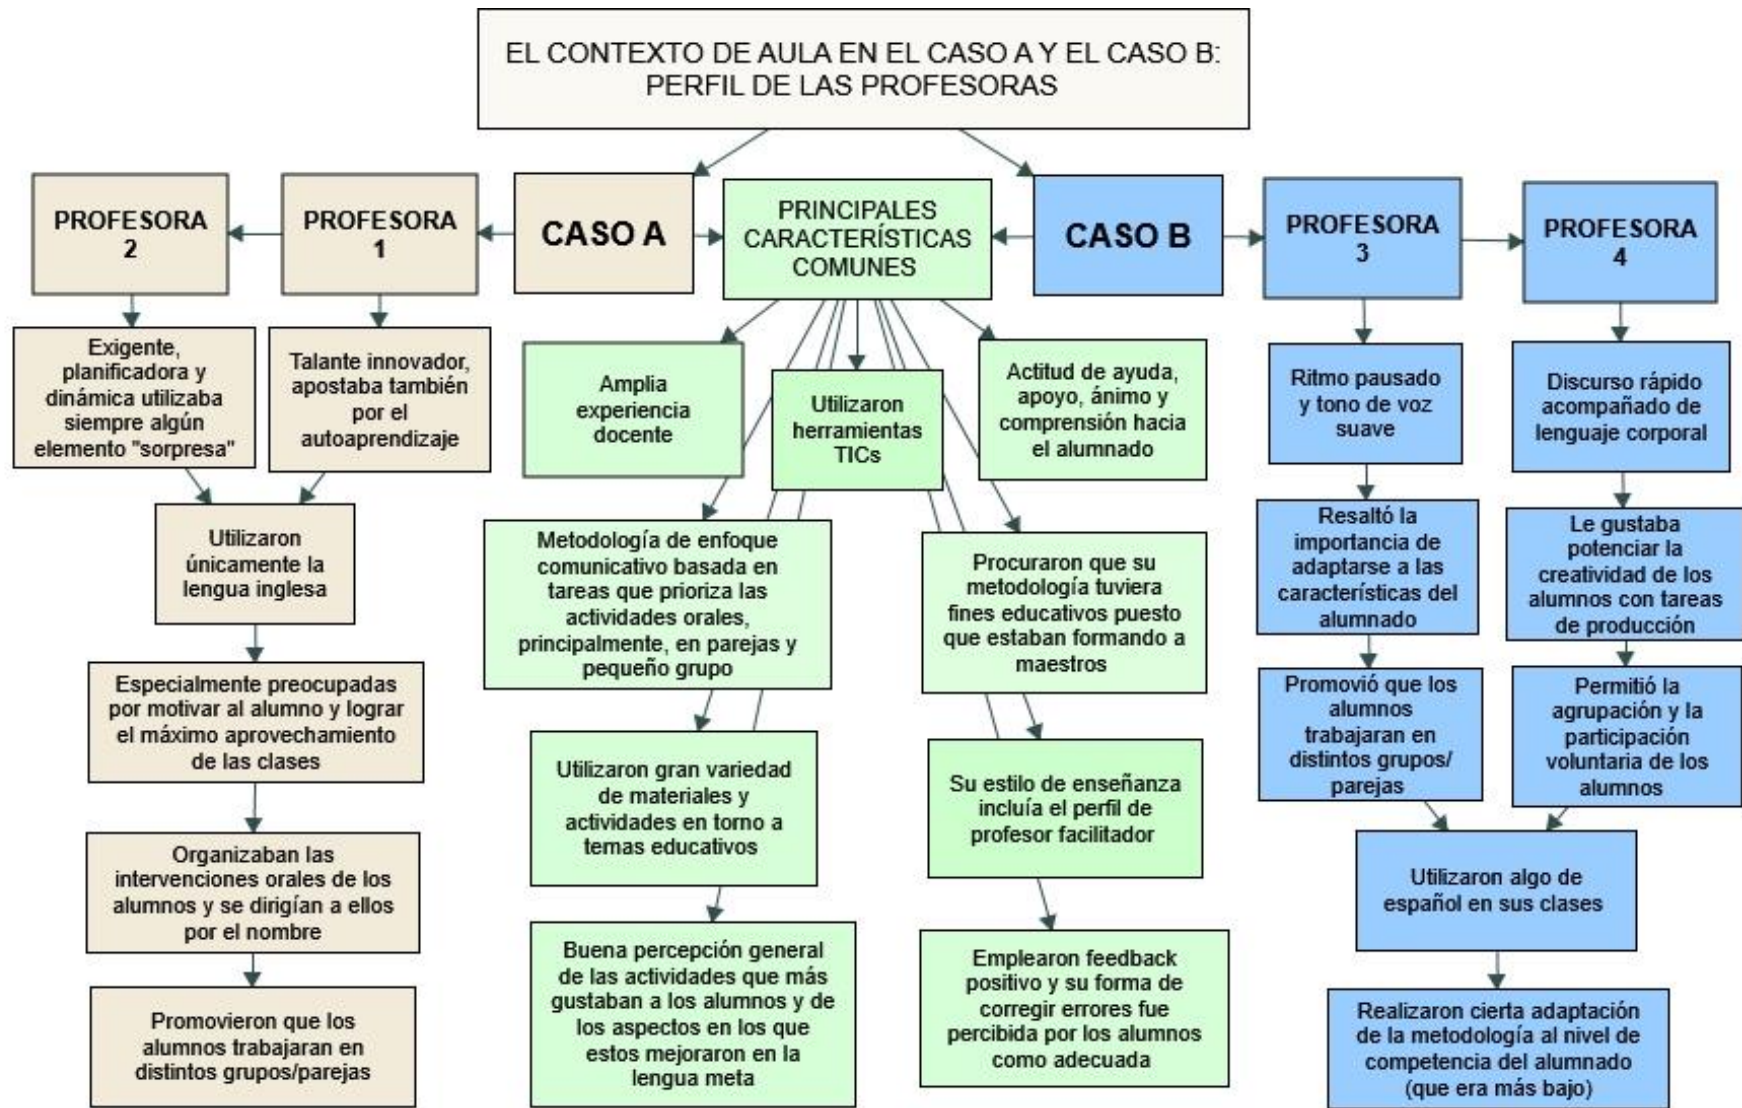 EL CONTEXTO DE AULA EN EL CASO A Y EL CASO B:
PERFIL DE LAS PROFESORAS
PROFESORA
2
PROFESORA
1
CASO A
PRINCIPALES
CARACTERÍSTICAS
COMUNES
CASO B
PROFESORA
3
PROFESORA
4
Exigente,
planificadora y
dinámica utilizaba
siempre algún
elemento "sorpresa"
Talante innovador,
apostaba también
por el
autoaprendizaje
Utilizaron
únicamente la
lengua inglesa
Especialmente preocupadas
por motivar al alumno y lograr
el máximo aprovechamiento
de las clases
Organizaban las
intervenciones orales de los
alumnos y se dirigían a ellos
por el nombre
Promovieron que los
alumnos trabajaran en
distintos grupos/parejas
Amplia
experiencia
docente
Utilizaron
herramientas
TICs
Actitud de ayuda,
apoyo, ánimo y
comprensión hacia
el alumnado
Metodología de enfoque
comunicativo basada en
tareas que prioriza las
actividades orales,
principalmente, en parejas y
pequeño grupo
Procuraron que su
metodología tuviera
fines educativos puesto
que estaban formando a
maestros
Utilizaron gran variedad
de materiales y
actividades en torno a
temas educativos
Su estilo de enseñanza
incluía el perfil de
profesor facilitador
Buena percepción general
de las actividades que más
gustaban a los alumnos y de
los aspectos en los que
estos mejoraron en la
lengua meta
Emplearon feedback
positivo y su forma de
corregir errores fue
percibida por los alumnos
como adecuada
Ritmo pausado
y tono de voz
suave
Resaltó la
importancia de
adaptarse a las
características del
alumnado
Promovió que los
alumnos
trabajaran en
distintos grupos/
parejas
Discurso rápido
acompañado de
lenguaje corporal
Le gustaba
potenciar la
creatividad de los
alumnos con tareas
de producción
Permitió la
agrupación y la
participación
voluntaria de los
alumnos
Utilizaron algo de
español en sus clases
Realizaron cierta adaptación
de la metodología al nivel de
competencia del alumnado
(que era más bajo)